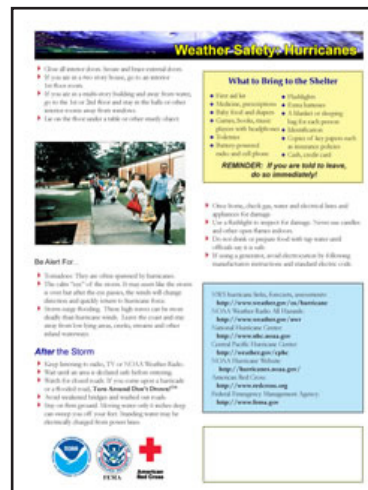 Weather Safety: Hurricanes
Close all interior doors. Secure and brace external doors.
If you are in a two-story house, go to an interior
1st floor room.
If you are in a multi-story building and away from water,
go to the 1st or 2nd floor and stay in the halls or other
interior rooms away from windows.
Lie on the floor under a table or other sturdy object.
Be Alert For...
Tornadoes. They are often spawned by hurricanes.
The calm "eye" of the storm. It may seem like the storm
is over but after the eye passes, the winds will change
direction and quickly return to hurricane force.
Storm surge flooding. These high waters can be more
deadly than hurricane winds. Leave the coast and stay
away from low-lying areas, creeks, streams and other
inland waterways.
After the Storm
Keep listening to radio, TV or NOAA Weather Radio.
Wait until an area is declared safe before entering.
Watch for closed roads. If you come upon a barricade
or a flooded road, Turn Around Don't Drown!™
Avoid weakened bridges and washed out roads.
Stay on firm ground. Moving water only 6 inches deep
can sweep you off your feet. Standing water may be
electrically charged from power lines.
NOAA
FEMA
American
Red Cross
What to Bring to the Shelter
First-aid kit
Medicine, prescriptions
Baby food and diapers
Games, books, music
players with headphones
Toiletries
Battery-powered
radio and cell phone
Flashlights
Extra batteries
A blanket or sleeping
bag for each person
Identification
Copies of key papers such
as insurance policies
Cash, credit card
REMINDER: If you are told to leave,
do so immediately!
Once home, check gas, water and electrical lines and
appliances for damage.
Use a flashlight to inspect for damage. Never use candles
and other open flames indoors.
Do not drink or prepare food with tap water until
officials say it is safe.
If using a generator, avoid electrocution by following
manufacturers instructions and standard electric code.
NWS hurricane links, forecasts, assessments:
http://www.weather.gov/os/hurricane
NOAA Weather Radio All Hazards:
http://www.weather.gov/nwr
National Hurricane Center:
http://www.nhc.noaa.gov
Central Pacific Hurricane Center:
http://weather.gov/cphc
NOAA Hurricane Website:
http://hurricanes.noaa.gov/
American Red Cross:
http://www.redcross.org
Federal Emergency Management Agency:
http://www.fema.gov